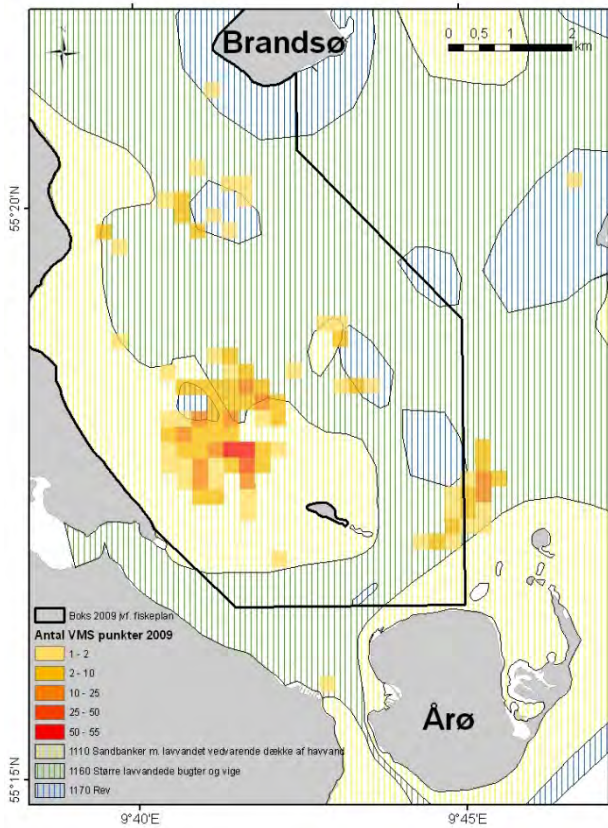 Brandsø
0 0,5 1 2
km
55°20'N
Boks 2009 jvf. fiskeplan
Antal VMS punkter 2009
1 - 2
2 - 10
10 - 25
25 - 50
50 - 55
1110 Sandbanker m. lavvandet vedvarende dække af havvand
1160 Større lavvandede bugter og vige
1170 Rev
Årø
55°15'N
9°40'E
9°45'E